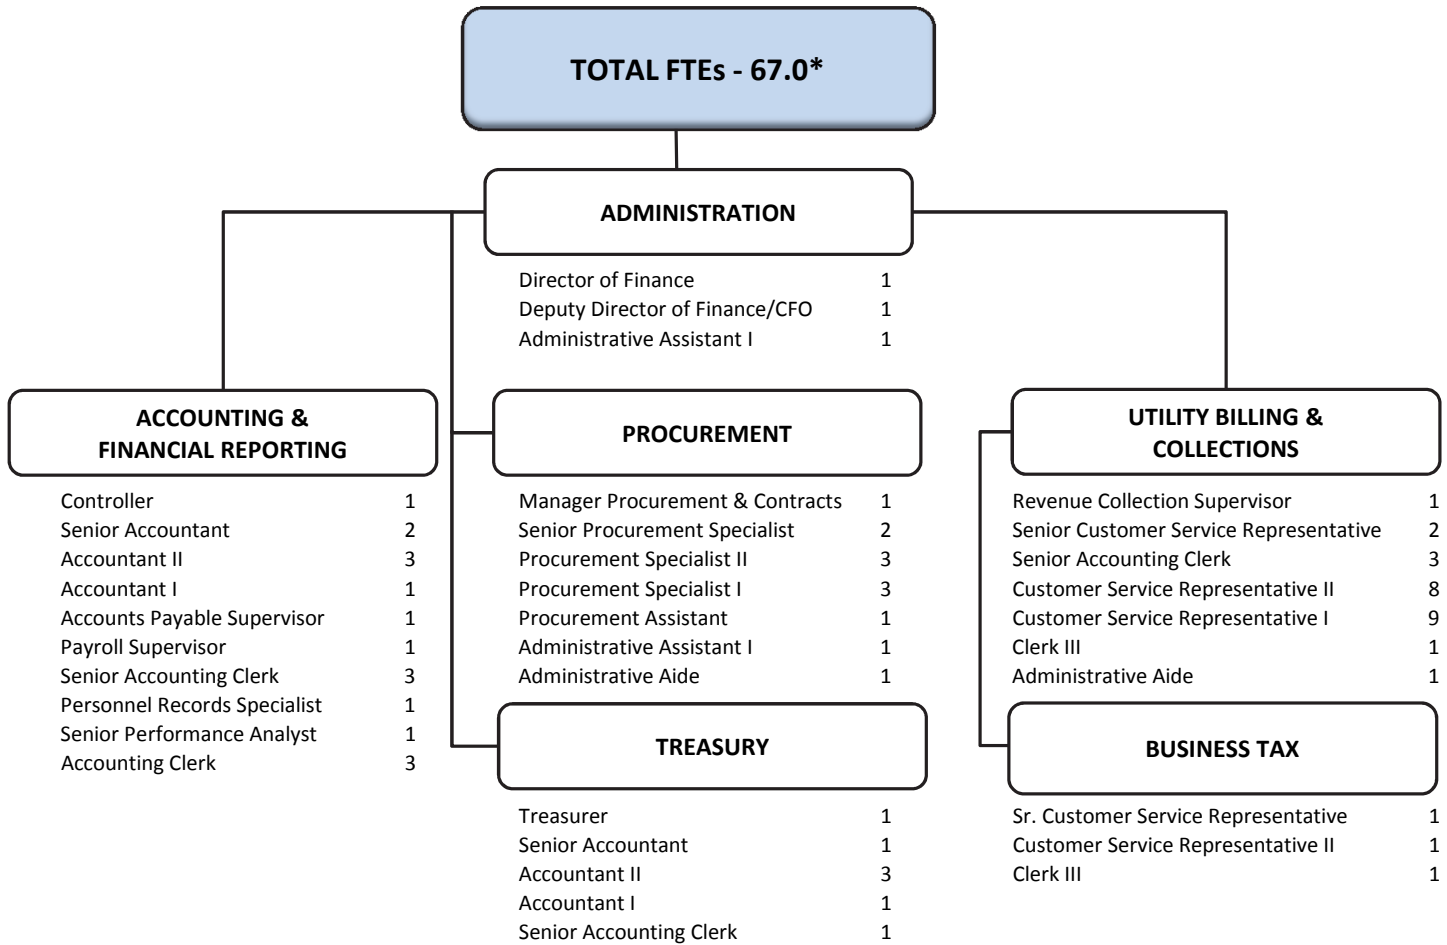 TOTAL FTEs - 67.0*
ADMINISTRATION
Director of Finance 1
Deputy Director of Finance/CFO 1
Administrative Assistant I 1
ACCOUNTING &
FINANCIAL REPORTING
Controller 1
Senior Accountant 2
Accountant II 3
Accountant I 1
Accounts Payable Supervisor 1
Payroll Supervisor 1
Senior Accounting Clerk 3
Personnel Records Specialist 1
Senior Performance Analyst 1
Accounting Clerk 3
PROCUREMENT
Manager Procurement & Contracts 1
Senior Procurement Specialist 2
Procurement Specialist II 3
Procurement Specialist I 3
Procurement Assistant 1
Administrative Assistant I 1
Administrative Aide 1
TREASURY
Treasurer 1
Senior Accountant 1
Accountant II 3
Accountant I 1
Senior Accounting Clerk 1
UTILITY BILLING &
COLLECTIONS
Revenue Collection Supervisor 1
Senior Customer Service Representative 2
Senior Accounting Clerk 3
Customer Service Representative II 8
Customer Service Representative I 9
Clerk III 1
Administrative Aide 1
BUSINESS TAX
Sr. Customer Service Representative 1
Customer Service Representative II 1
Clerk III 1